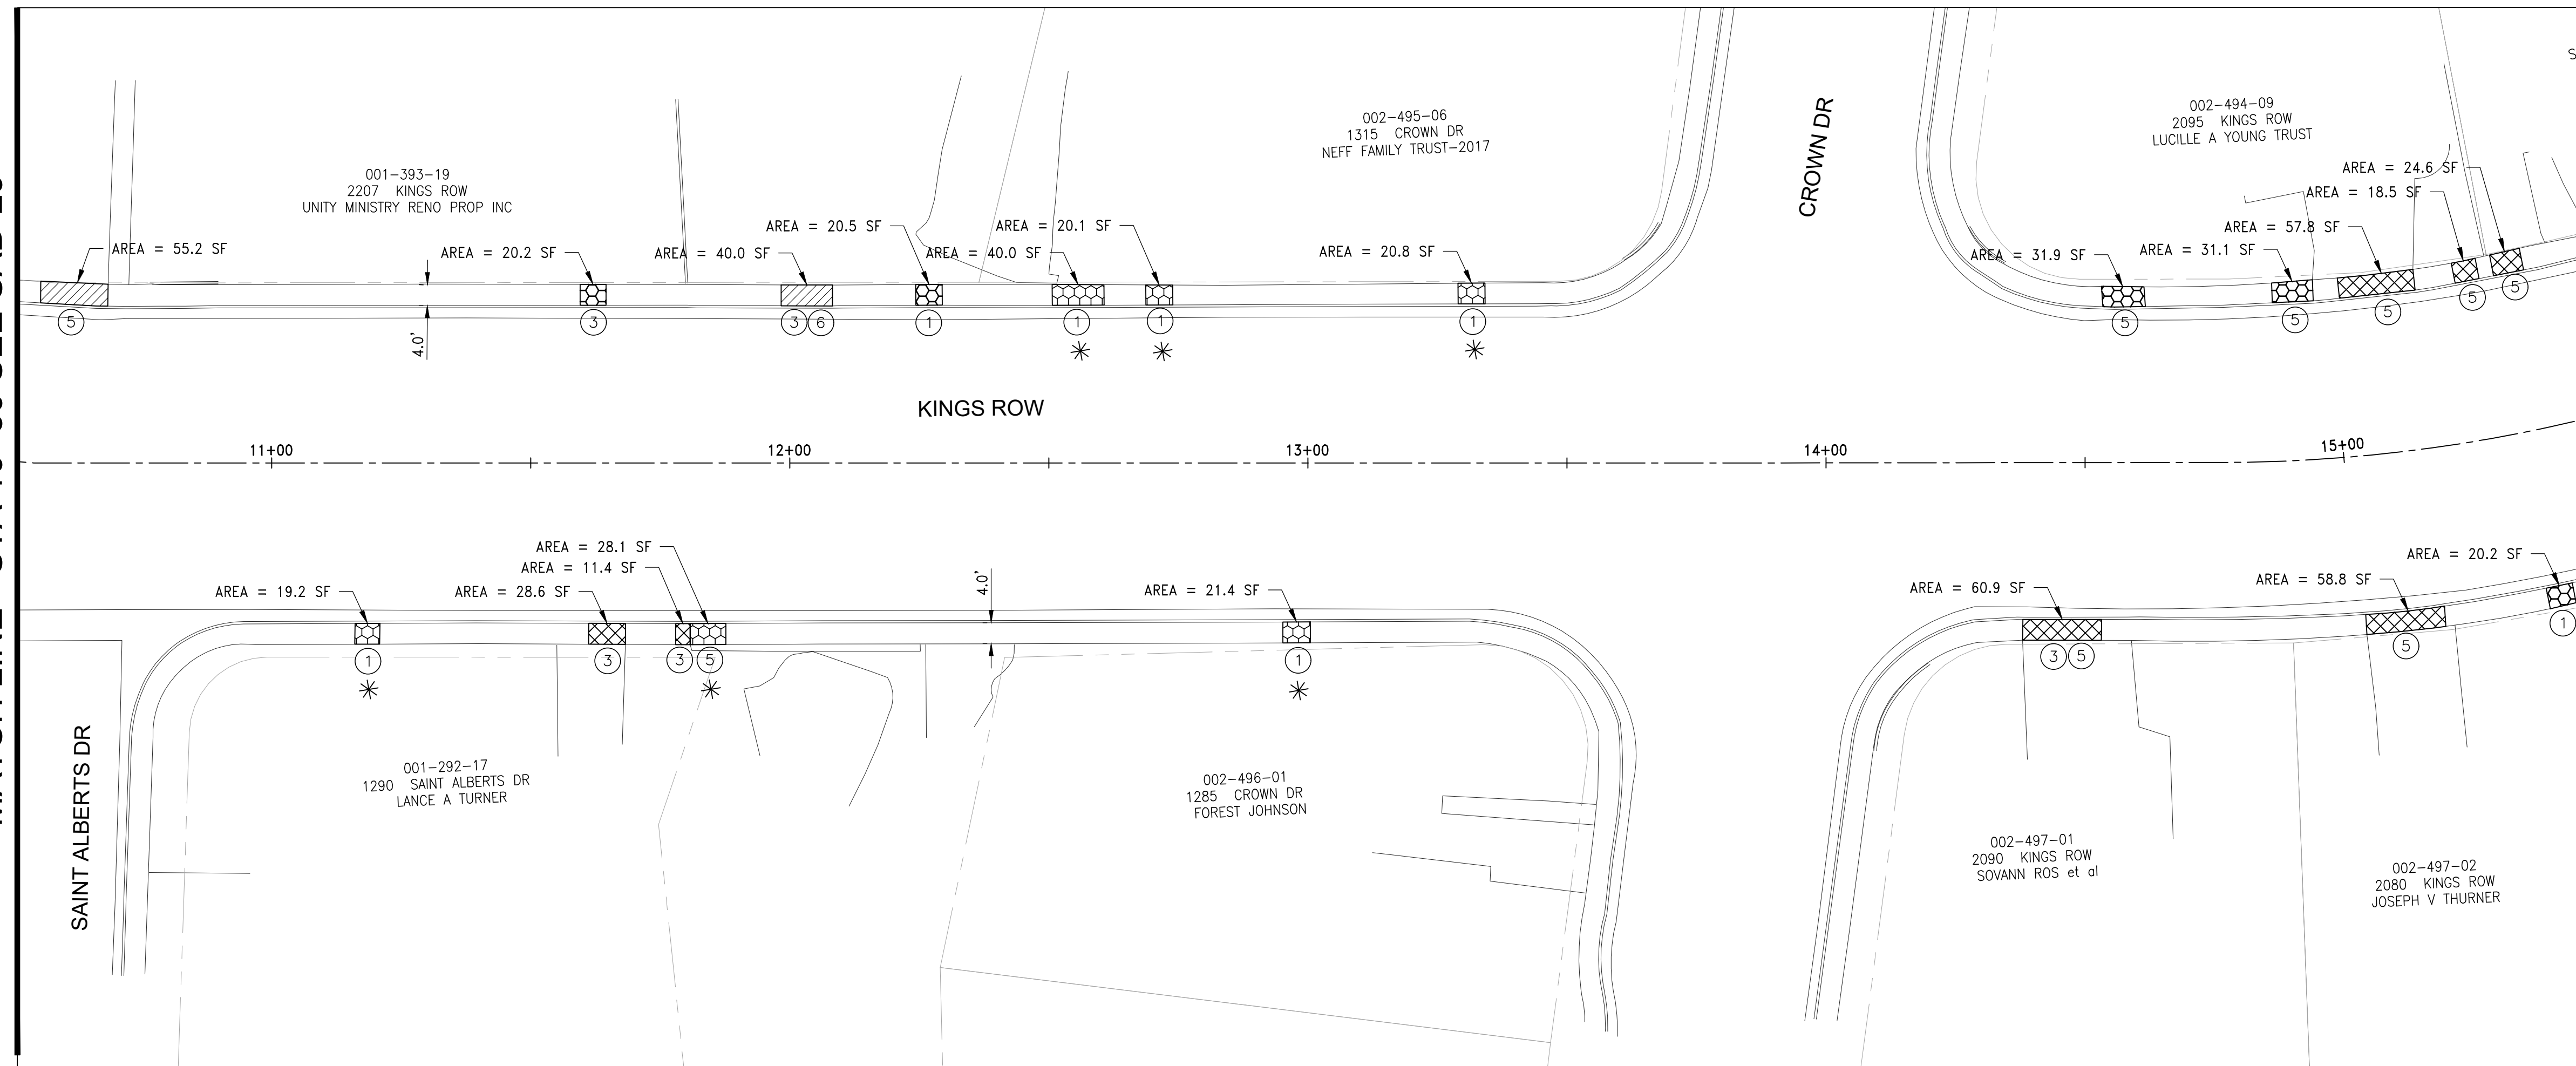 001-393-19
2207 KINGS ROW
UNITY MINISTRY RENO PROP INC
002-495-06
1315 CROWN DR
NEFF FAMILY TRUST-2017
CROWN DR
002-494-09
2095 KINGS ROW
LUCILLE A YOUNG TRUST
S
AREA = 55.2 SF
AREA = 20.2 SF
AREA = 40.0 SF
AREA = 20.5 SF
AREA = 40.0 SF
AREA = 20.1 SF
AREA = 20.8 SF
AREA = 31.9 SF
AREA = 31.1 SF
AREA = 57.8 SF
AREA = 18.5 SF
AREA = 24.6 SF
5
3
3 6
1
1
1
1
5
5
5
5
5
*
*
*
4.0'
KINGS ROW
11+00
12+00
13+00
14+00
15+00
AREA = 19.2 SF
AREA = 28.6 SF
AREA = 11.4 SF
AREA = 28.1 SF
4.0'
AREA = 21.4 SF
AREA = 60.9 SF
AREA = 58.8 SF
AREA = 20.2 SF
1
3
3 5
1
3 5
5
1
*
*
*
SAINT ALBERTS DR
001-292-17
1290 SAINT ALBERTS DR
LANCE A TURNER
002-496-01
1285 CROWN DR
FOREST JOHNSON
002-497-01
2090 KINGS ROW
SOVANN ROS et al
002-497-02
2080 KINGS ROW
JOSEPH V THURNER